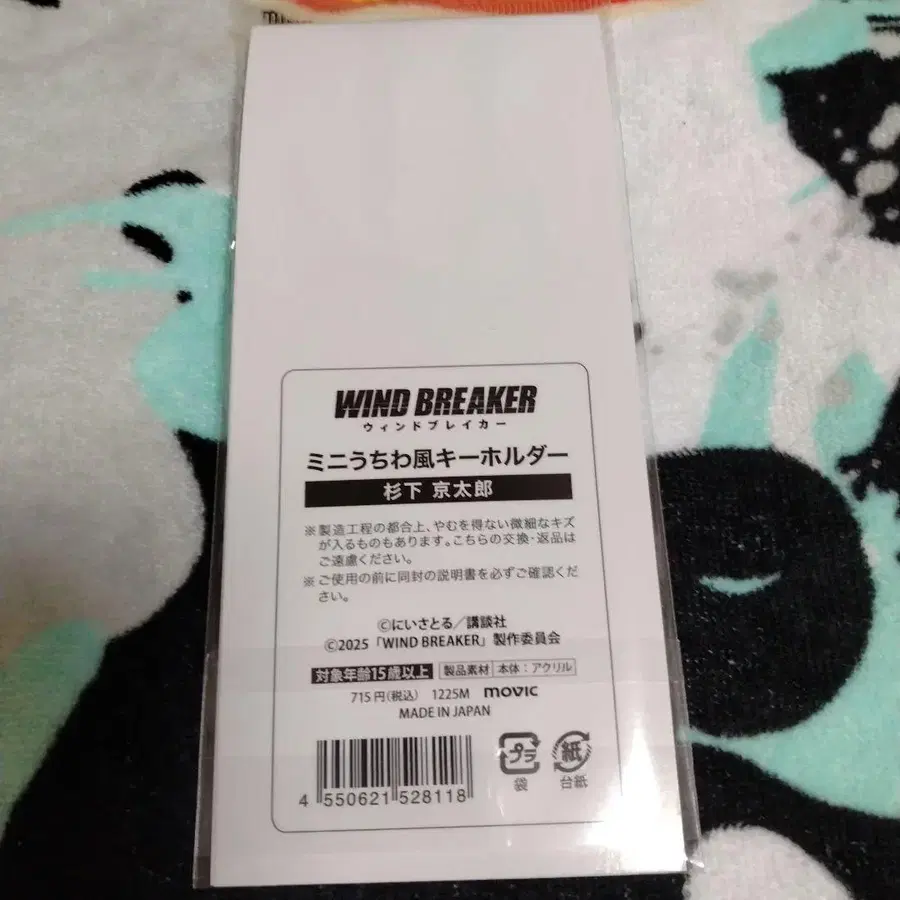 WIND BREAKER
ウィンドブレイカー
ミニうちわ風キーホルダー
杉下 京太郎
※製造工程の都合上、やむを得ない微細なキズ
が入るものもあります。こちらの交換・返品は
ご遠慮ください。
※ご使用の前に同封の説明書を必ずご確認くだ
さい。
©にいさとる／講談社
©2025「WIND BREAKER」製作委員会
対象年齢15歳以上 製品素材 本体：アクリル
715円(税込) 1225M movic
MADE IN JAPAN
プラ 紙
袋 台紙
4 550621 528118